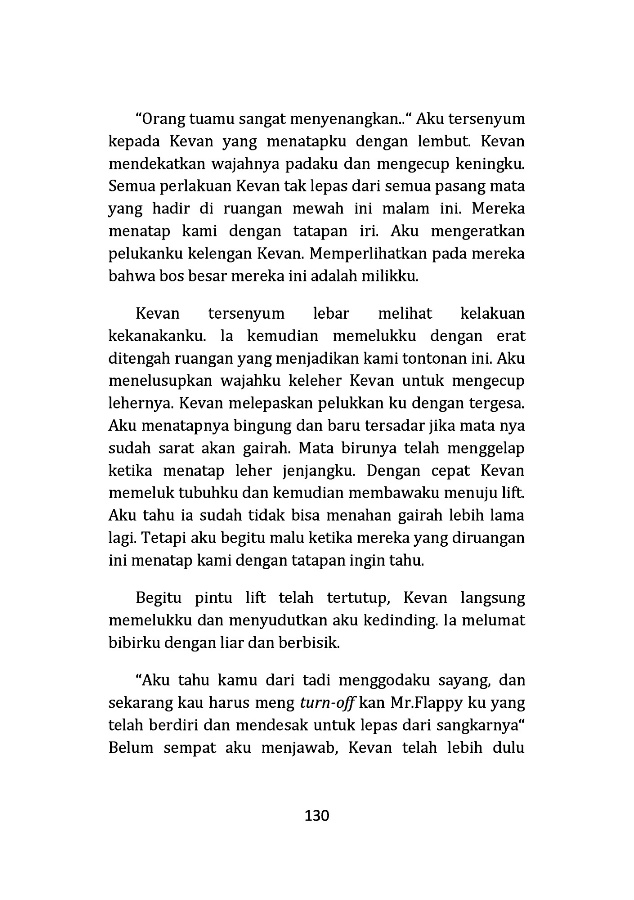 “Orang tuamu sangat menyenangkan..“ Aku tersenyum
kepada Kevan yang menatapku dengan lembut. Kevan
mendekatkan wajahnya padaku dan mengecup keningku.
Semua perlakuan Kevan tak lepas dari semua pasang mata
yang hadir di ruangan mewah ini malam ini. Mereka
menatap kami dengan tatapan iri. Aku mengeratkan
pelukanku kelengan Kevan. Memperlihatkan pada mereka
bahwa bos besar mereka ini adalah milikku.
Kevan tersenyum lebar melihat kelakuan
kekanakanku. Ia kemudian memelukku dengan erat
ditengah ruangan yang menjadikan kami tontonan ini. Aku
menelusupkan wajahku keleher Kevan untuk mengecup
lehernya. Kevan melepaskan pelukkan ku dengan tergesa.
Aku menatapnya bingung dan baru tersadar jika mata nya
sudah sarat akan gairah. Mata birunya telah menggelap
ketika menatap leher jenjangku. Dengan cepat Kevan
memeluk tubuhku dan kemudian membawaku menuju lift.
Aku tahu ia sudah tidak bisa menahan gairah lebih lama
lagi. Tetapi aku begitu malu ketika mereka yang diruangan
ini menatap kami dengan tatapan ingin tahu.
Begitu pintu lift telah tertutup, Kevan langsung
memelukku dan menyudutkan aku kedinding. Ia melumat
bibirku dengan liar dan berbisik.
“Aku tahu kamu dari tadi menggodaku sayang, dan
sekarang kau harus meng turn-off kan Mr.Flappy ku yang
telah berdiri dan mendesak untuk lepas dari sangkarnya“
Belum sempat aku menjawab, Kevan telah lebih dulu
130